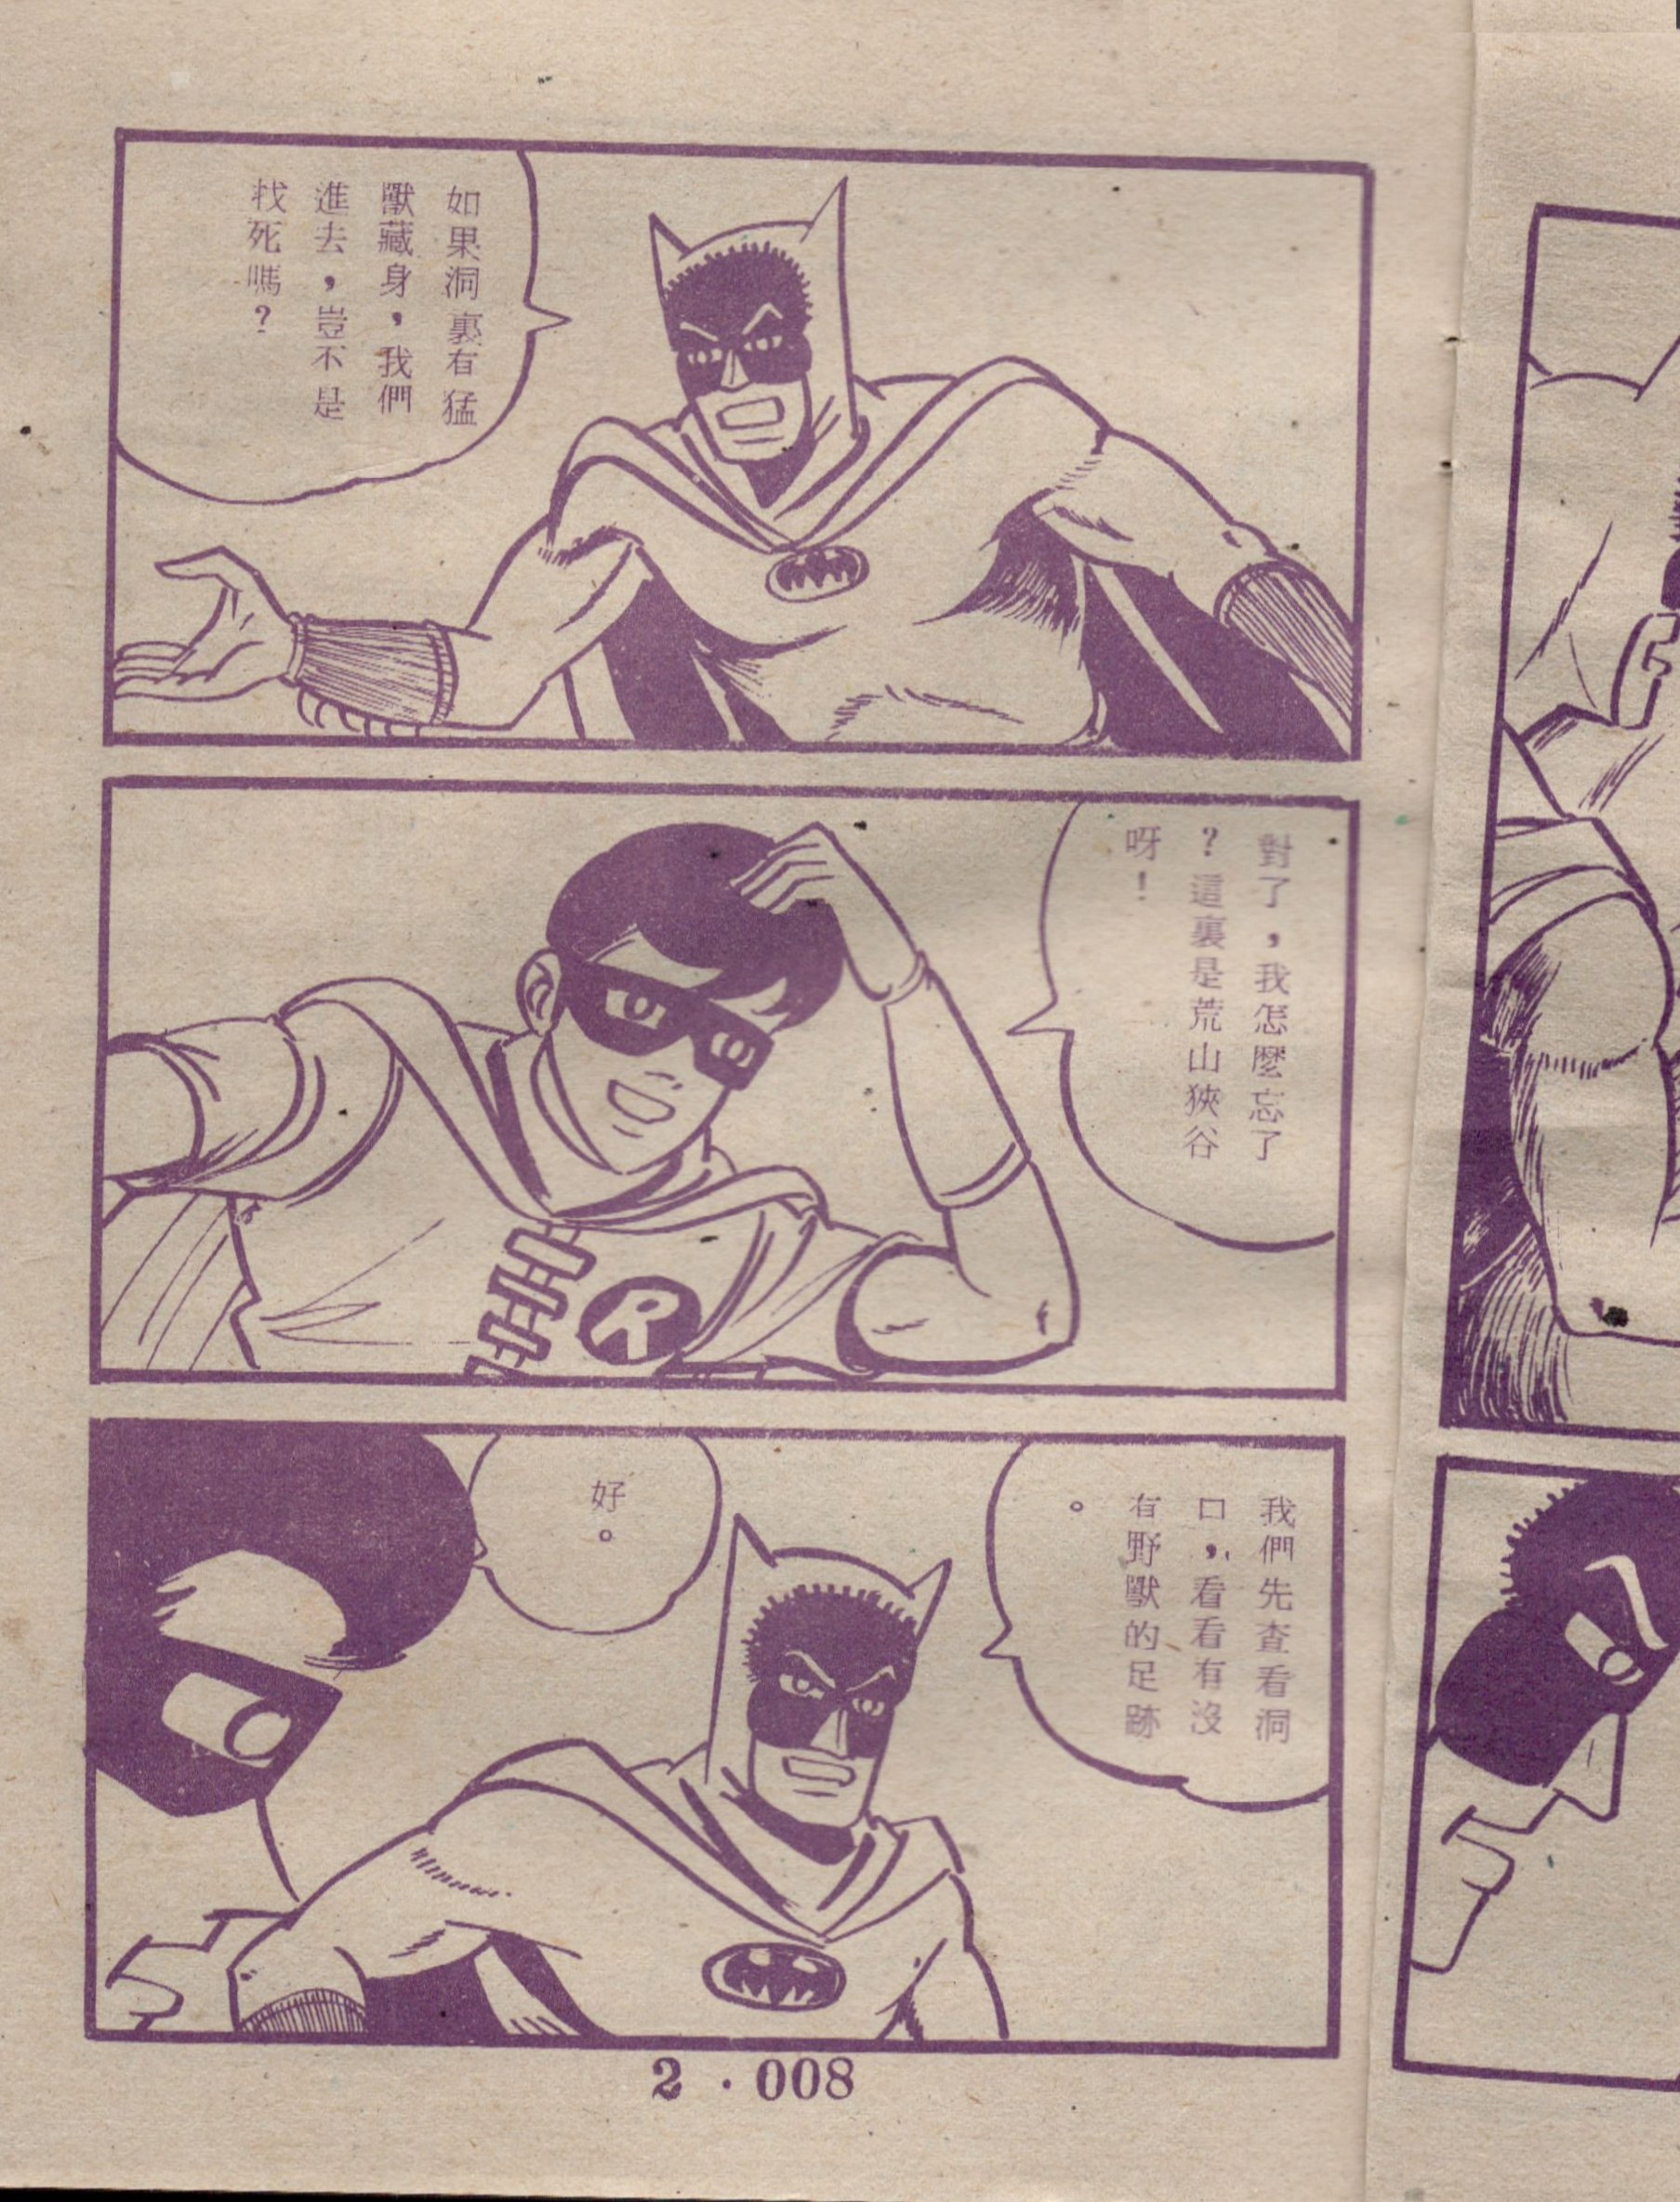 如果洞裏有猛
獸藏身，我們
進去，豈不是
找死嗎？
對了，我怎麼忘了
？這裏是荒山狹谷
呀！
R
我們先查看洞
口，看看有沒
有野獸的足跡
。
好。
2・008